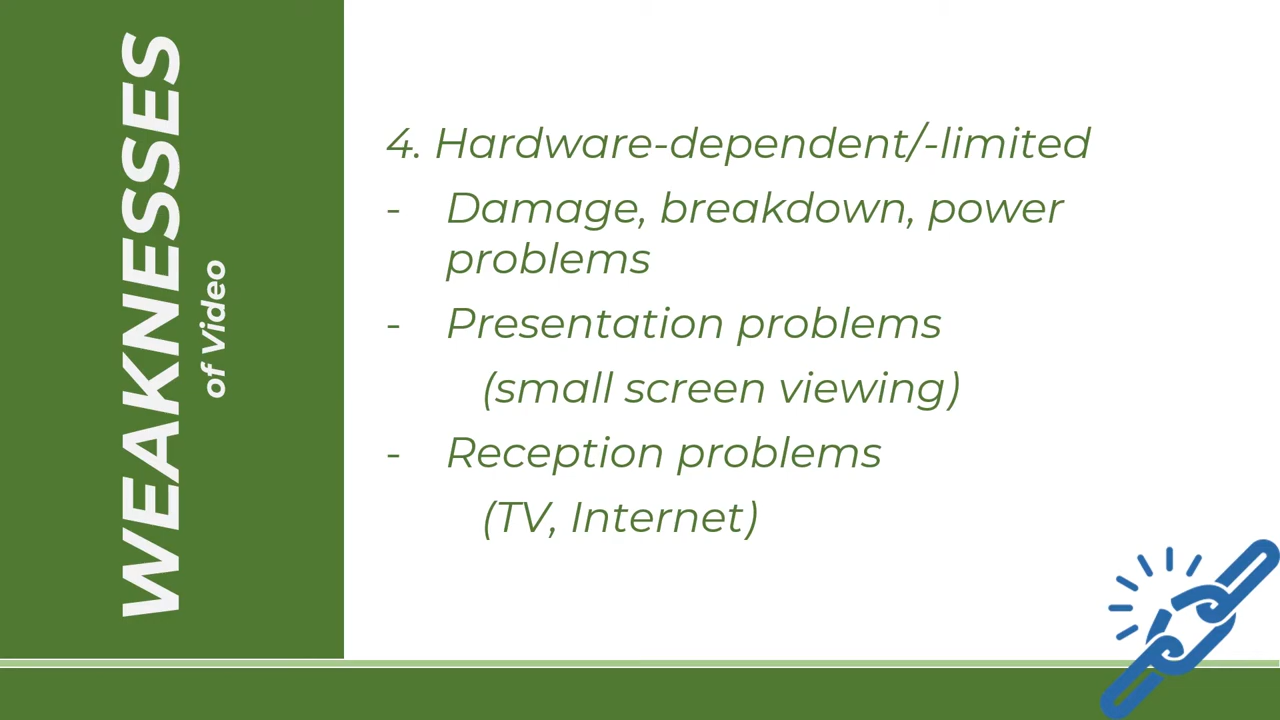 WEAKNESSES
of Video
4. Hardware-dependent/-limited
- Damage, breakdown, power
problems
- Presentation problems
(small screen viewing)
- Reception problems
(TV, Internet)